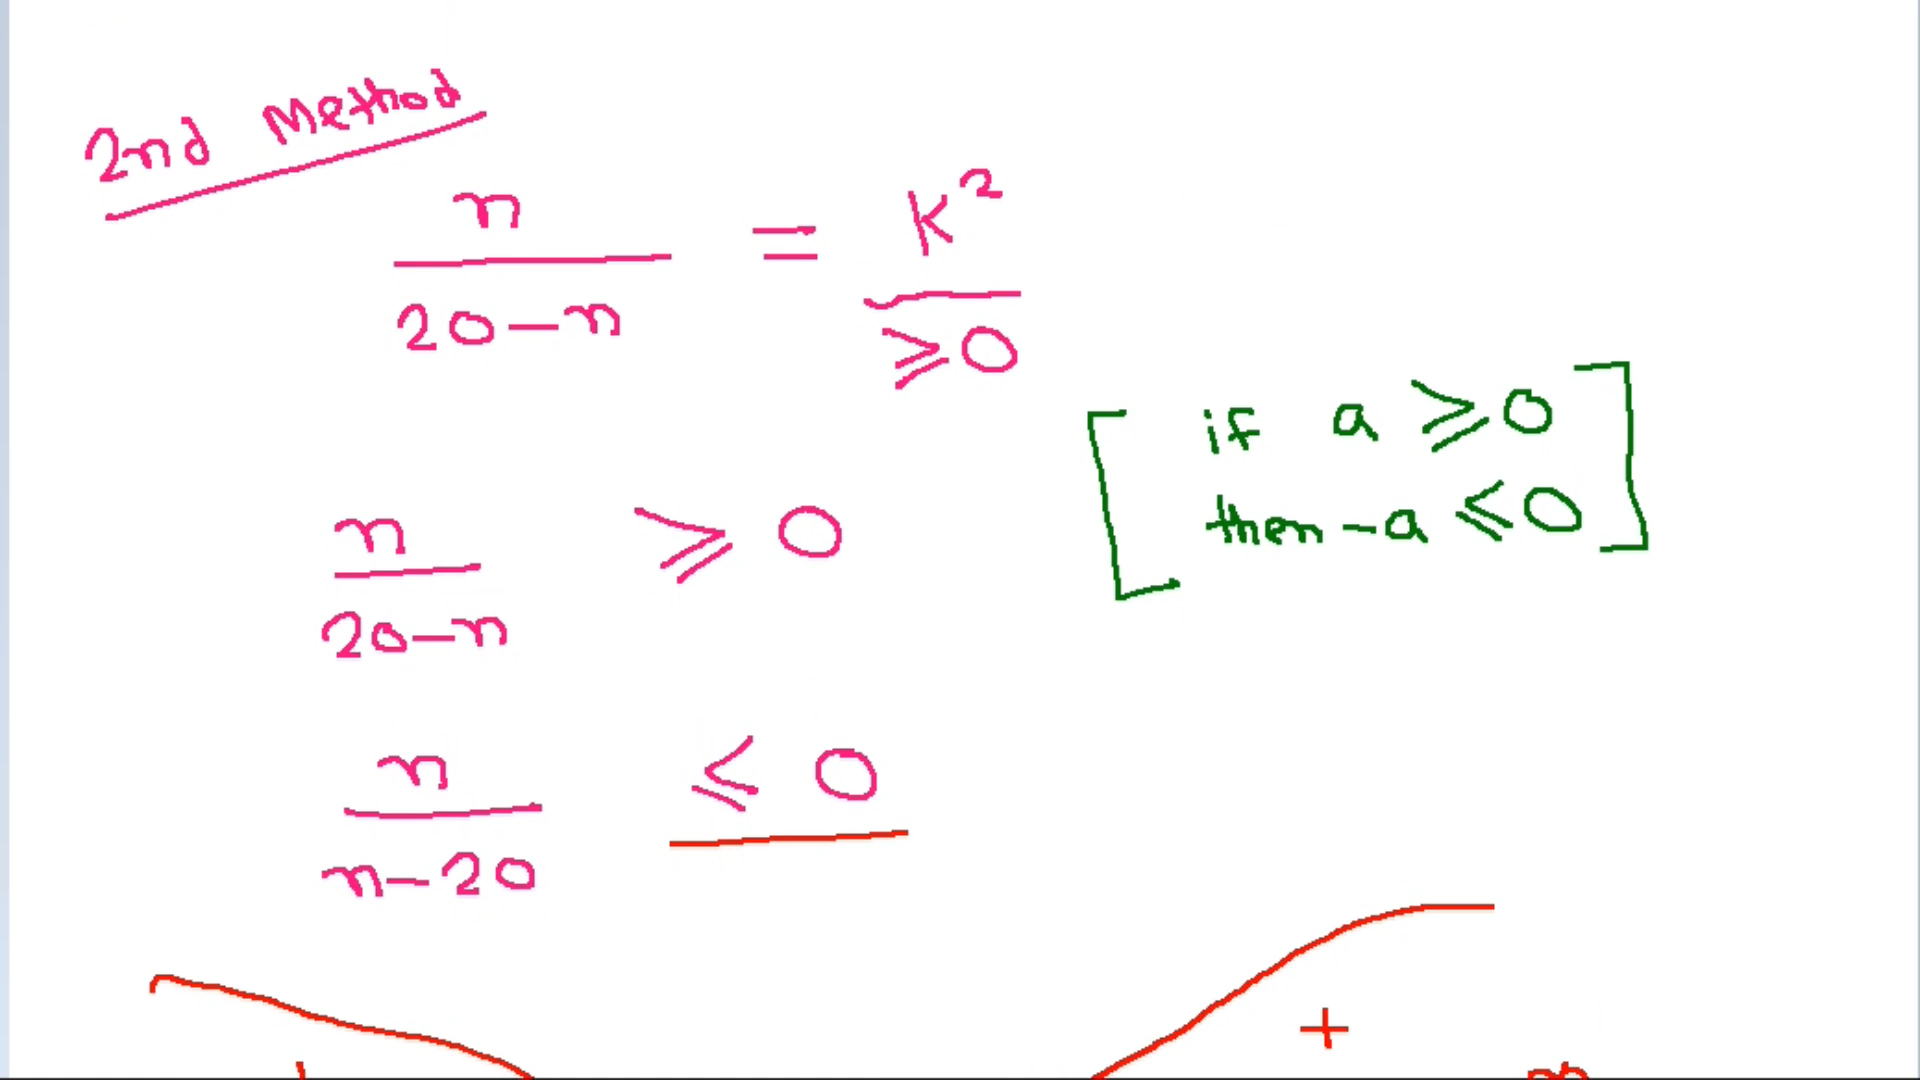 2nd Method
n/(20-n) = k² ≥0
[ if a ≥ 0
then -a ≤ 0 ]
n/(20-n) ≥ 0
n/(n-20) ≤ 0
+